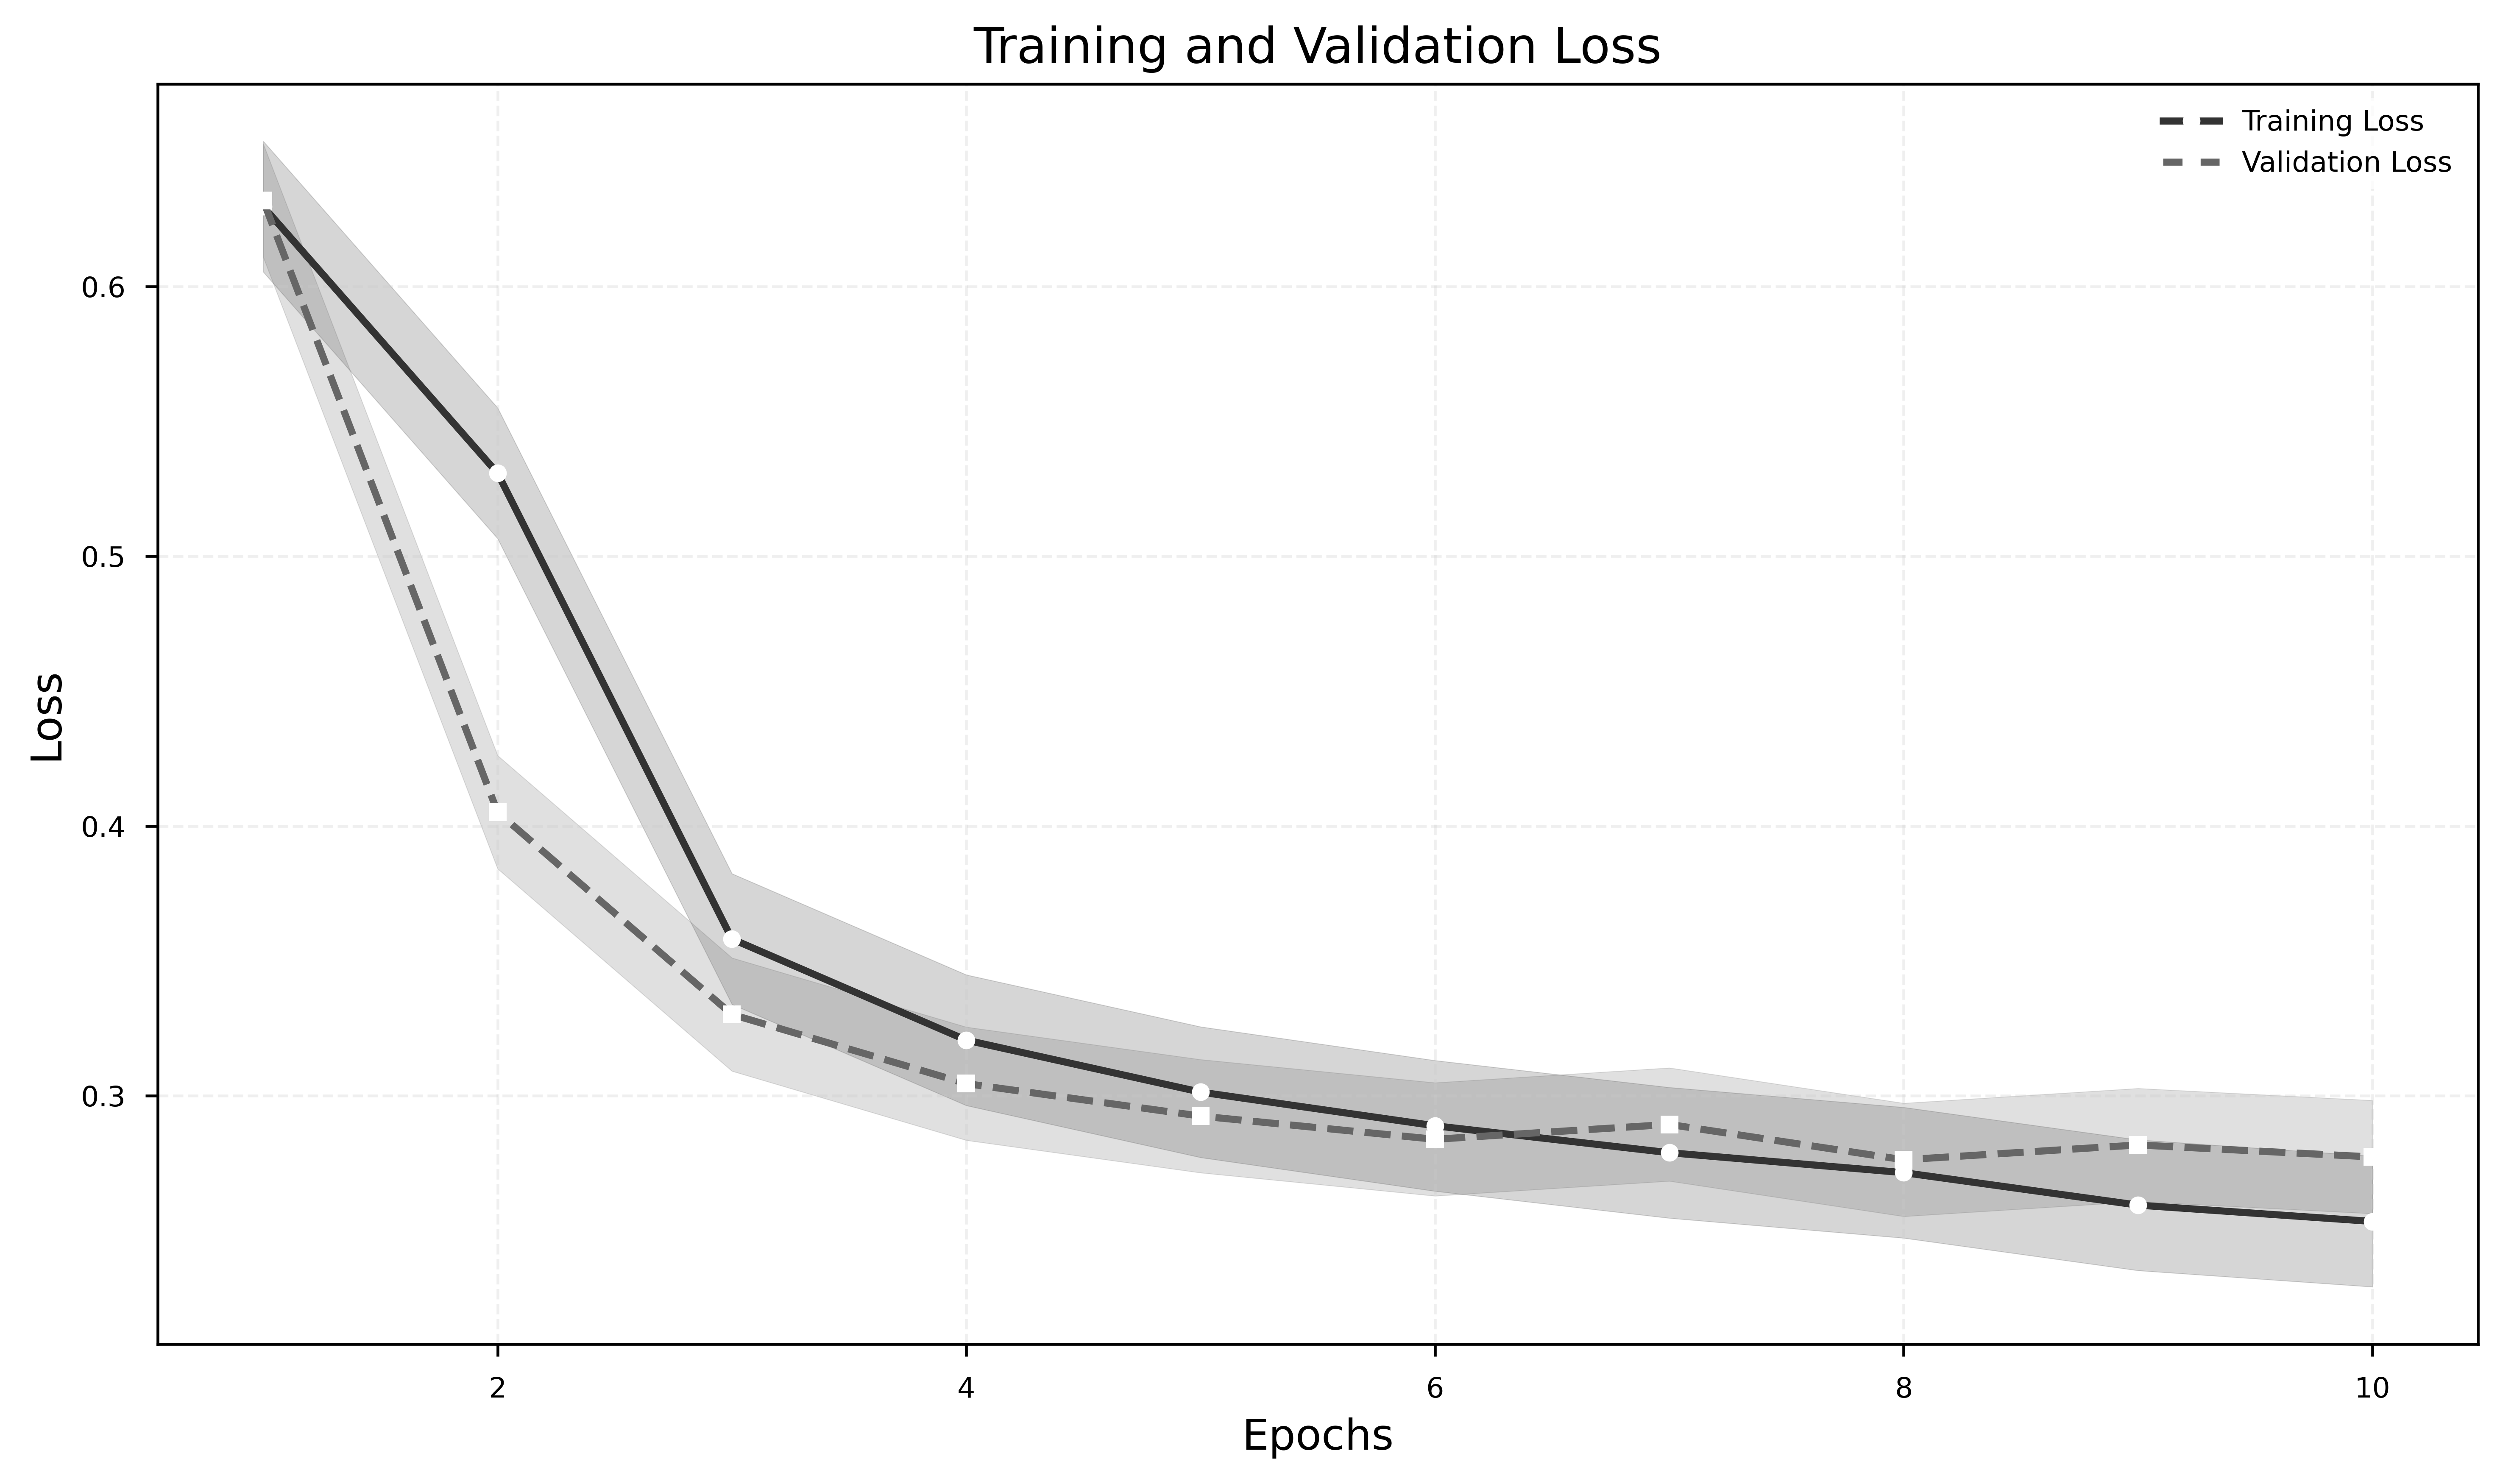 Training and Validation Loss
Training Loss
Validation Loss
0.6
0.5
0.4
0.3
Loss
2 4 6 8 10
Epochs